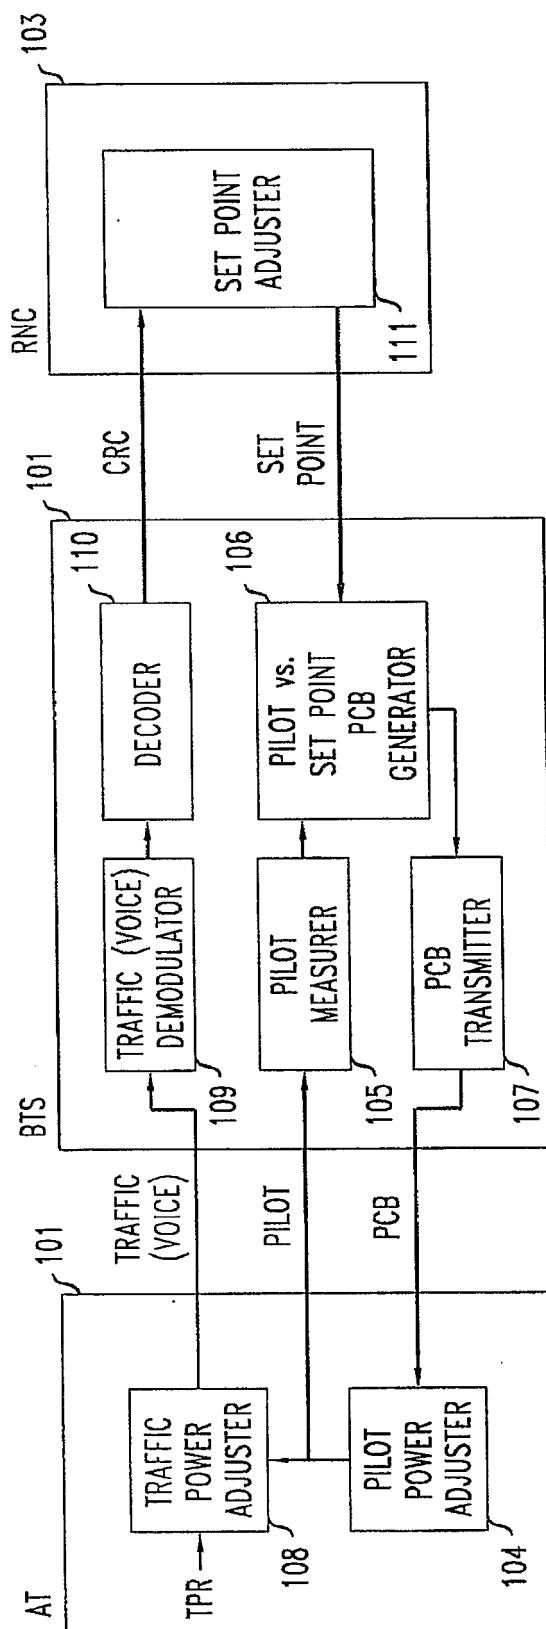 AT
101
TPR
TRAFFIC
POWER
ADJUSTER
108
PILOT
POWER
ADJUSTER
104
TRAFFIC
(VOICE)
PILOT
PCB
BTS
101
TRAFFIC (VOICE)
DEMODULATOR
109
DECODER
110
PILOT
MEASURER
105
PILOT vs.
SET POINT
PCB
GENERATOR
106
PCB
TRANSMITTER
107
CRC
SET
POINT
RNC
103
SET POINT
ADJUSTER
111